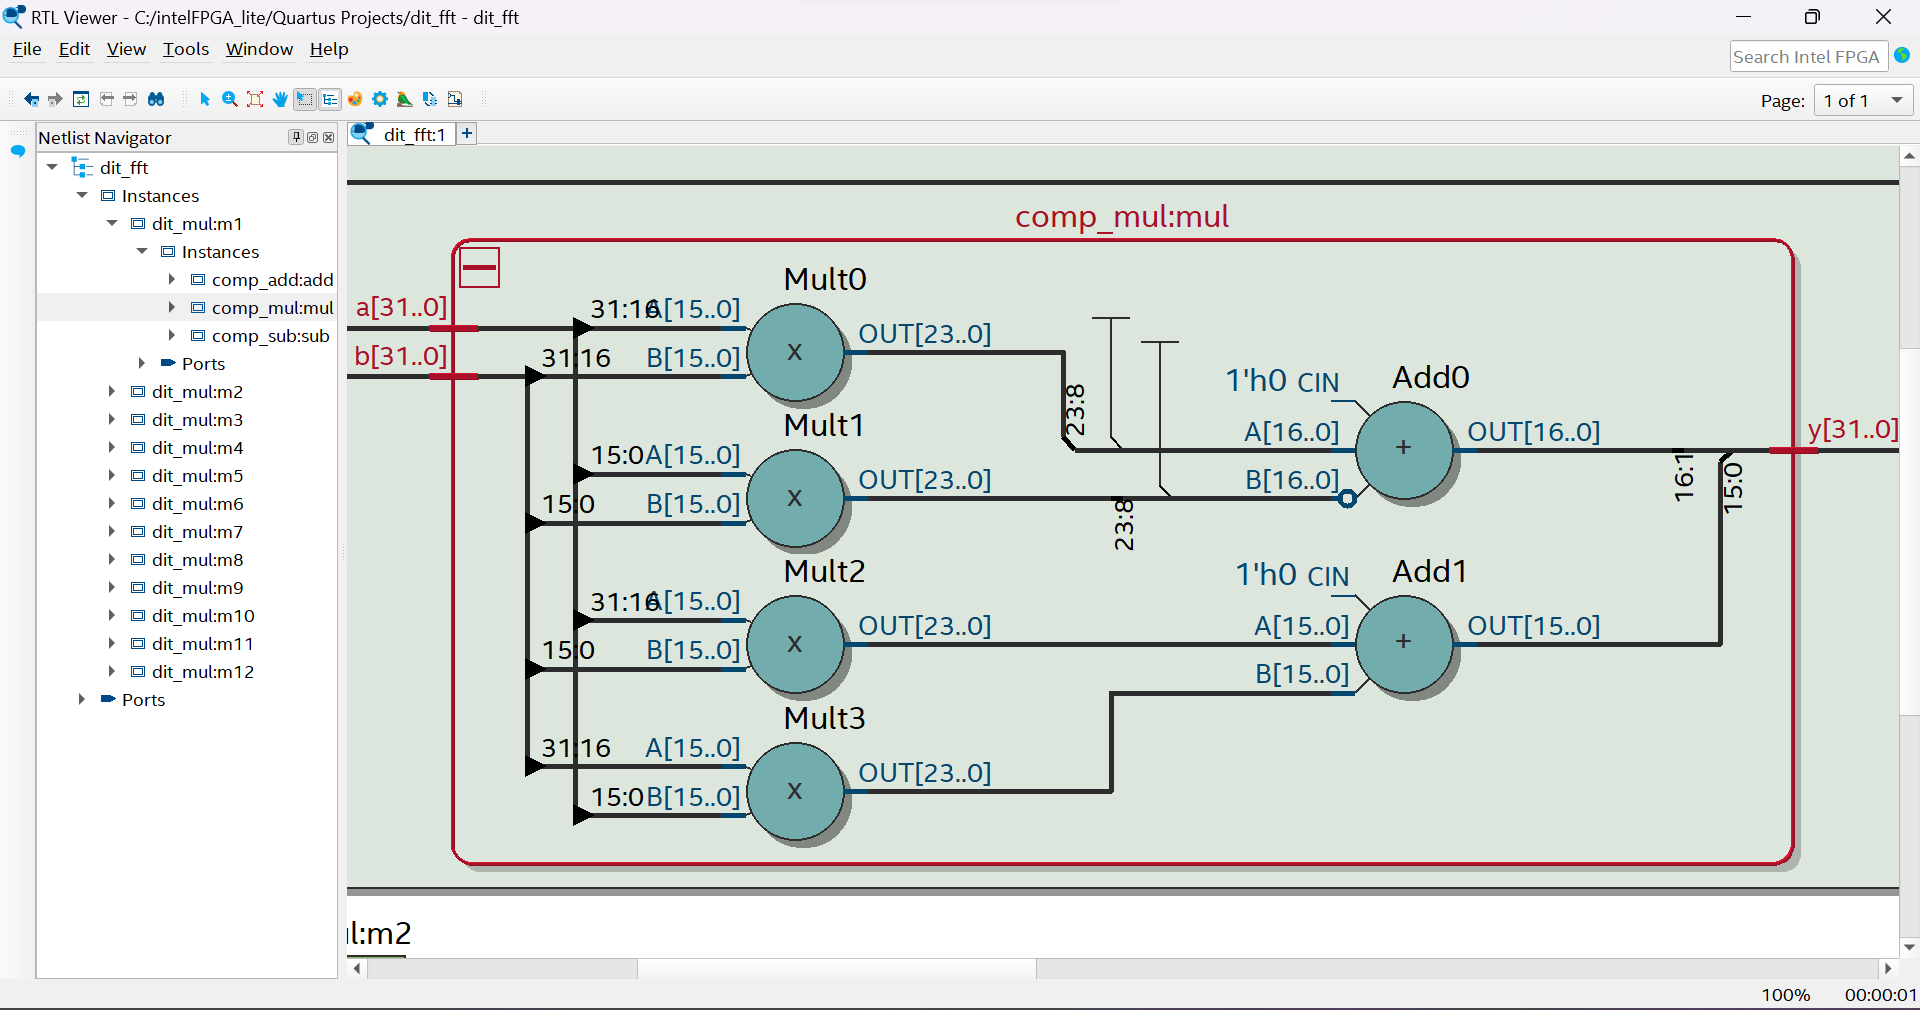 RTL Viewer - C:/intelFPGA_lite/Quartus Projects/dit_fft - dit_fft
File Edit View Tools Window Help
Search Intel FPGA
Page: 1 of 1
Netlist Navigator
dit_fft:1 +
dit_fft
Instances
dit_mul:m1
Instances
comp_add:add
comp_mul:mul
comp_sub:sub
Ports
dit_mul:m2
dit_mul:m3
dit_mul:m4
dit_mul:m5
dit_mul:m6
dit_mul:m7
dit_mul:m8
dit_mul:m9
dit_mul:m10
dit_mul:m11
dit_mul:m12
Ports
comp_mul:mul
Mult0
a[31..0] 31:16 A[15..0]
x OUT[23..0]
b[31..0] 31:16 B[15..0]
23:8
1'h0 CIN Add0
Mult1
A[16..0] + OUT[16..0] y[31..0]
15:0 A[15..0]
x OUT[23..0] B[16..0]
16:1 15:0
15:0 B[15..0]
23:8
Mult2
1'h0 CIN Add1
31:16 A[15..0]
x OUT[23..0] A[15..0] + OUT[15..0]
15:0 B[15..0]
B[15..0]
Mult3
31:16 A[15..0]
x OUT[23..0]
15:0 B[15..0]
l:m2
100% 00:00:01